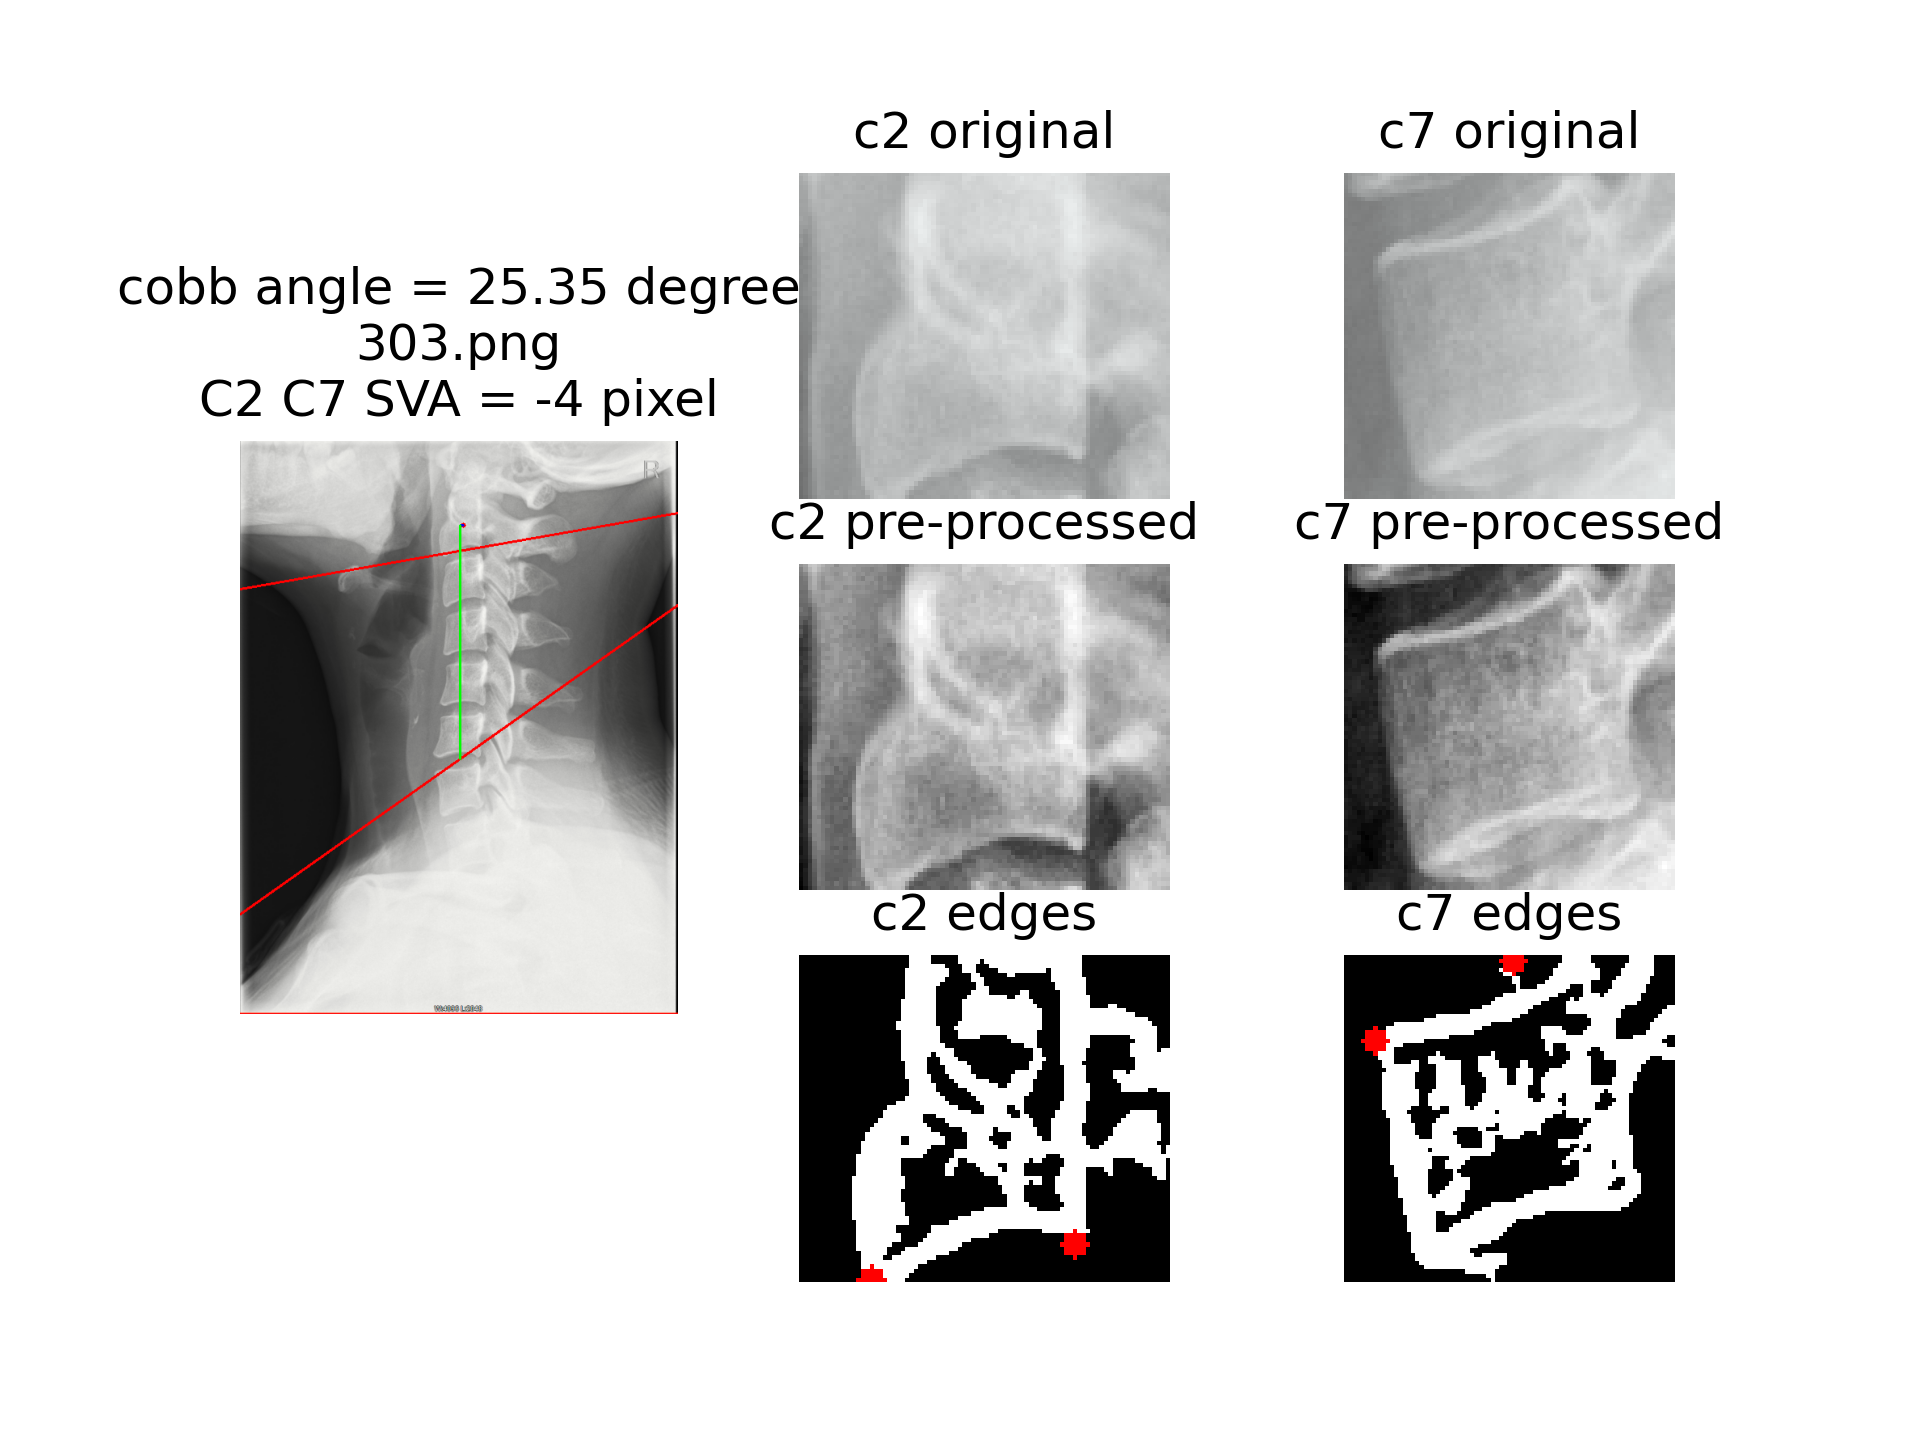 cobb angle = 25.35 degree
303.png
C2 C7 SVA = -4 pixel
R
c2 original
c7 original
c2 pre-processed
c7 pre-processed
c2 edges
c7 edges